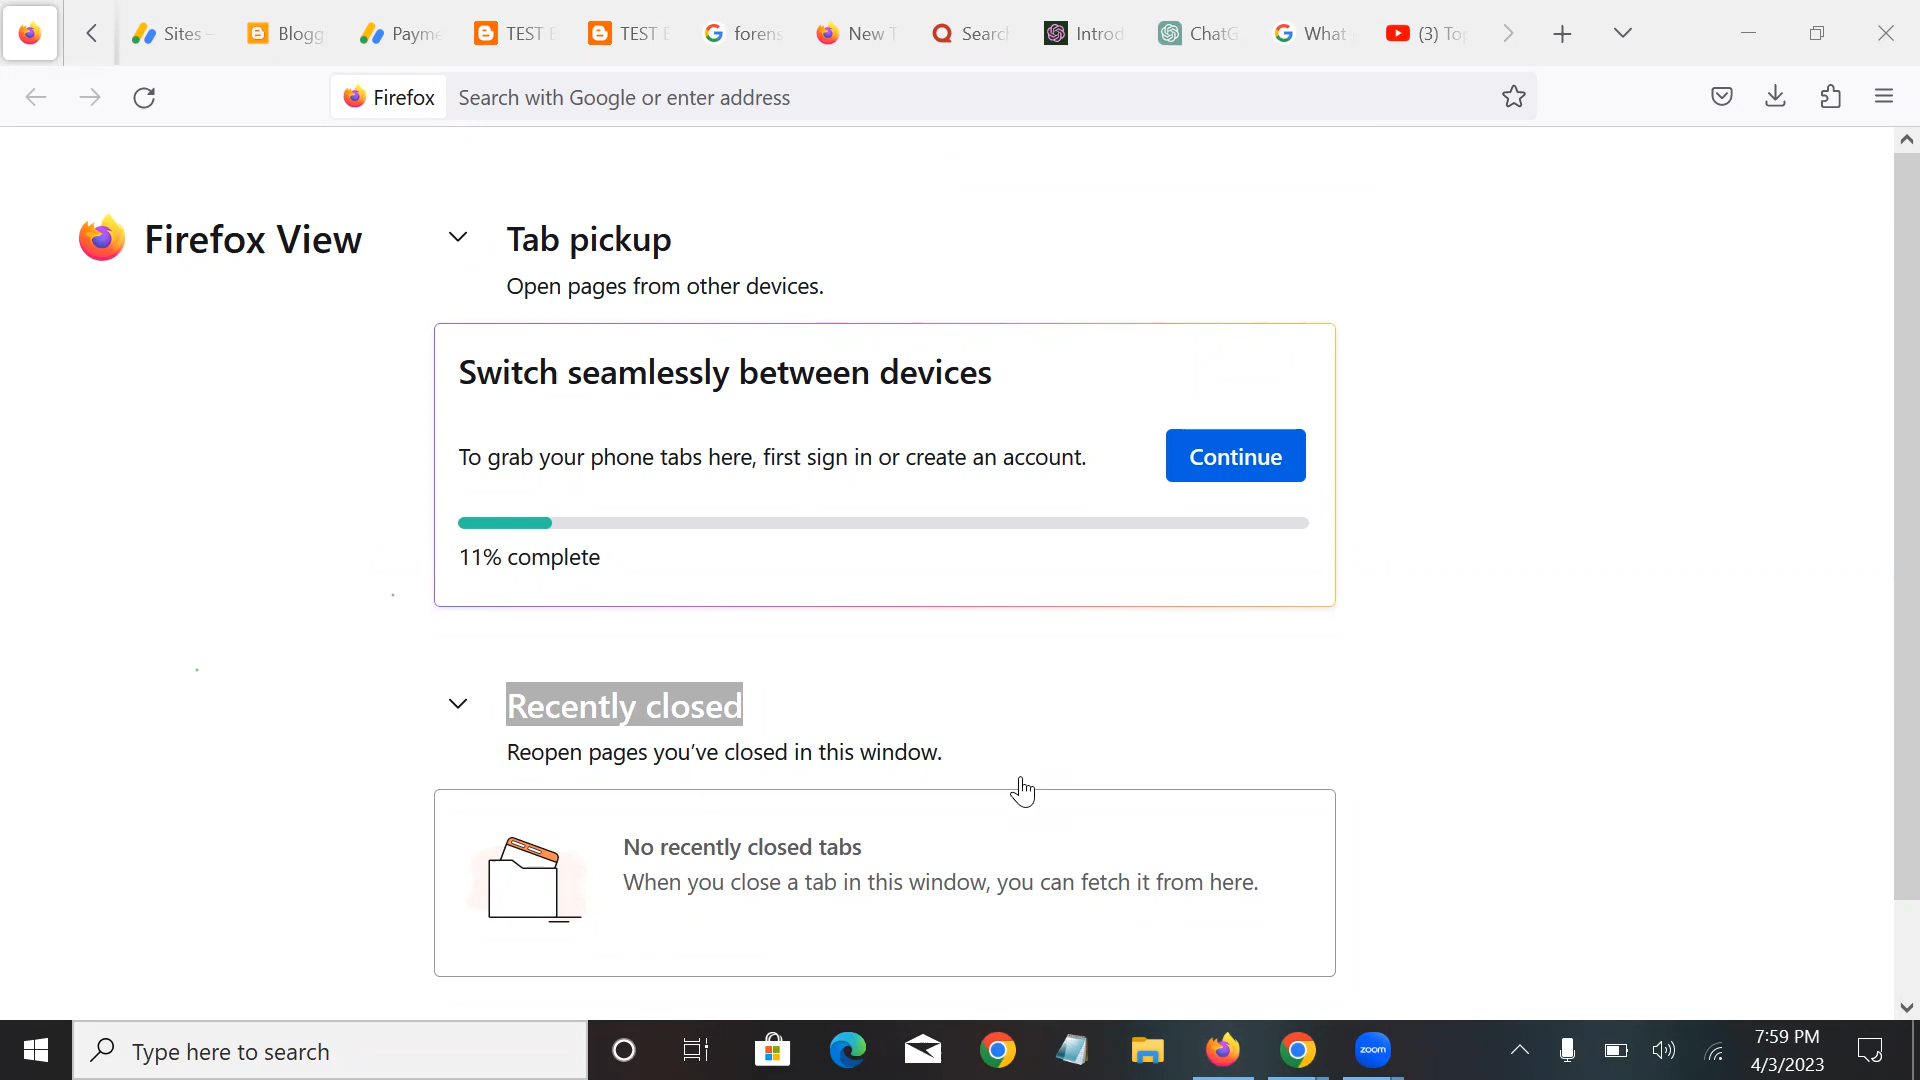 Sites -
Blogg
Payme
TEST E
TEST E
forens
New T
Search
Introd
ChatG
What i
(3) Top
Firefox
Search with Google or enter address
Firefox View
Tab pickup
Open pages from other devices.
Switch seamlessly between devices
To grab your phone tabs here, first sign in or create an account.
Continue
11% complete
Recently closed
Reopen pages you've closed in this window.
No recently closed tabs
When you close a tab in this window, you can fetch it from here.
Type here to search
zoom
7:59 PM
4/3/2023